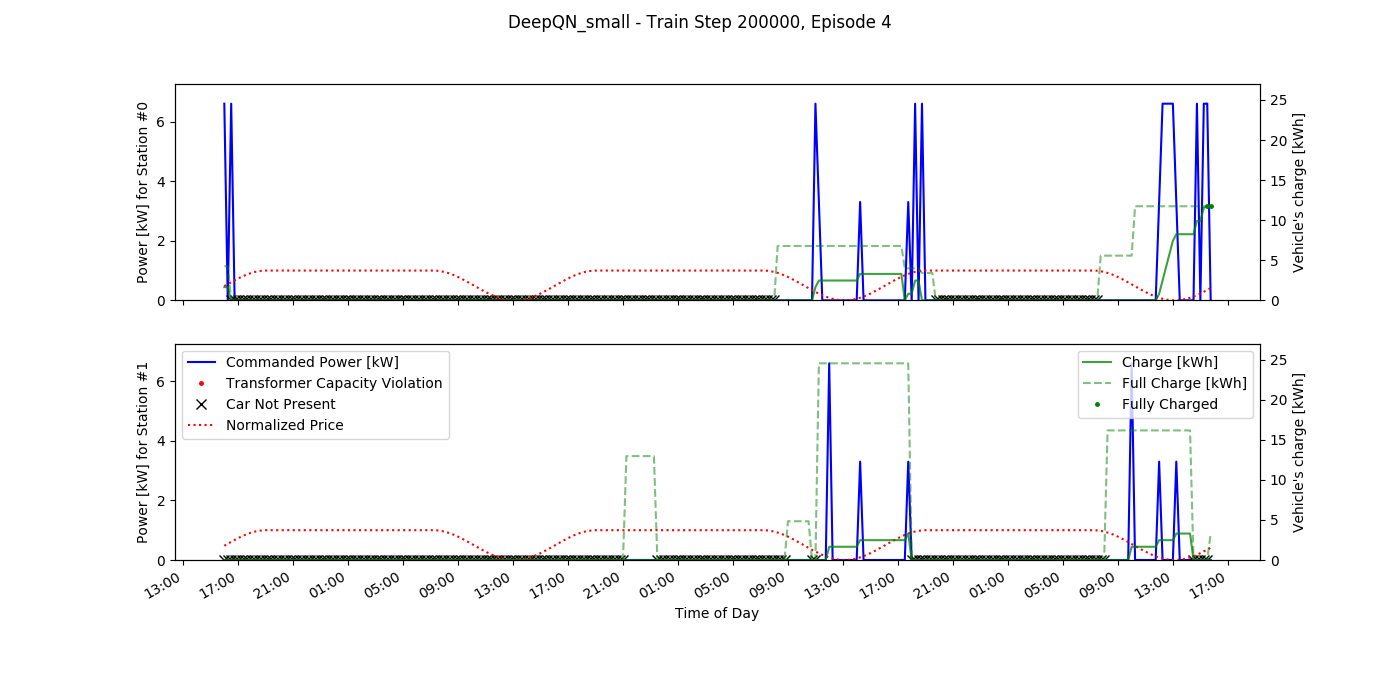 DeepQN_small - Train Step 200000, Episode 4
Power [kW] for Station #0
6
4
2
0
25
20
15
10
5
0
Vehicle's charge [kWh]
Power [kW] for Station #1
6
4
2
0
Commanded Power [kW]
Transformer Capacity Violation
Car Not Present
Normalized Price
Charge [kWh]
Full Charge [kWh]
Fully Charged
25
20
15
10
5
0
Vehicle's charge [kWh]
13:00 17:00 21:00 01:00 05:00 09:00 13:00 17:00 21:00 01:00 05:00 09:00 13:00 17:00 21:00 01:00 05:00 09:00 13:00 17:00
Time of Day